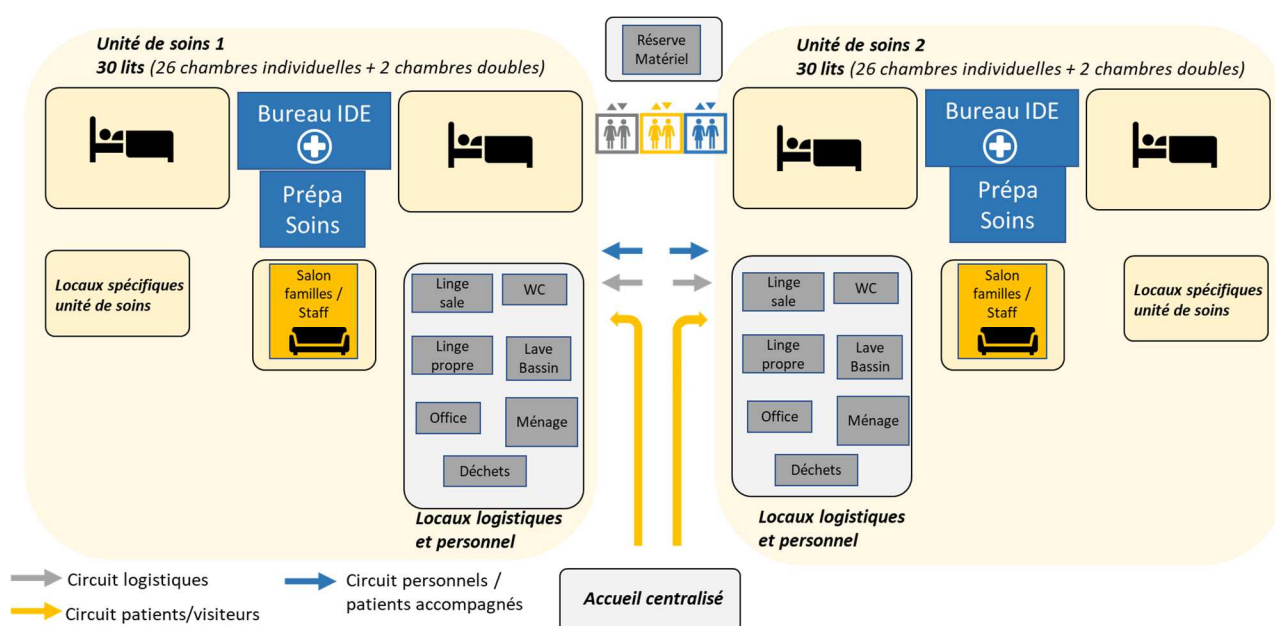 Unité de soins 1
30 lits (26 chambres individuelles + 2 chambres doubles)
Bureau IDE
Prépa
Soins
Locaux spécifiques
unité de soins
Salon
familles /
Staff
Linge
sale
WC
Linge
propre
Lave
Bassin
Office
Ménage
Déchets
Locaux logistiques
et personnel
Réserve
Matériel
Unité de soins 2
30 lits (26 chambres individuelles + 2 chambres doubles)
Bureau IDE
Prépa
Soins
Linge
sale
WC
Linge
propre
Lave
Bassin
Office
Ménage
Déchets
Locaux logistiques
et personnel
Salon
familles /
Staff
Locaux spécifiques
unité de soins
Circuit logistiques
Circuit patients/visiteurs
Circuit personnels /
patients accompagnés
Accueil centralisé